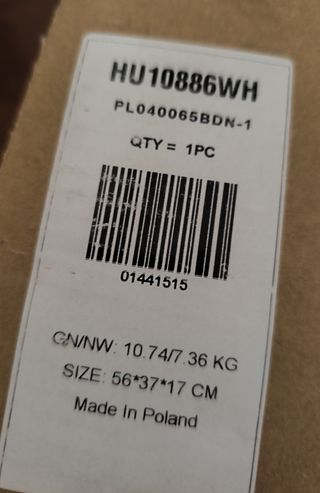 HU10886WH
PL040065BDN-1
QTY = 1PC
01441515
GN/NW: 10.74/7.36 KG
SIZE: 56*37*17 CM
Made In Poland